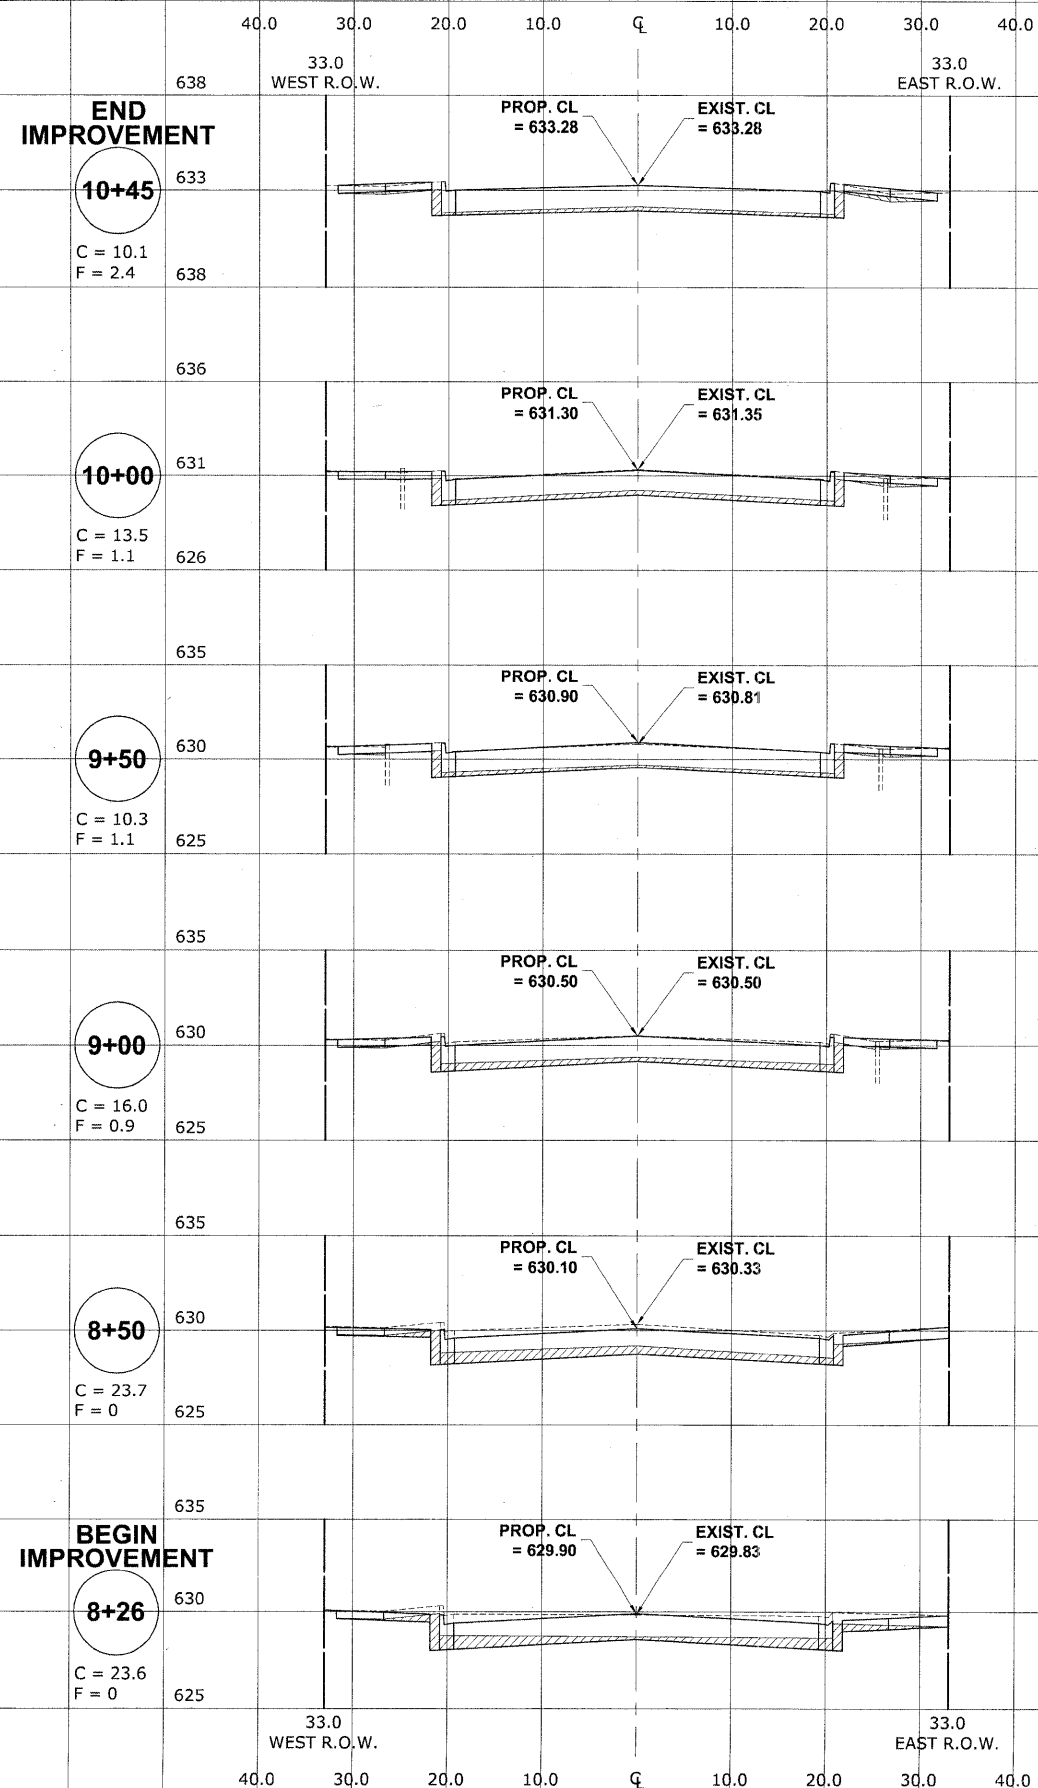 40.0 30.0 20.0 10.0 ℄ 10.0 20.0 30.0 40.0
33.0 33.0
WEST R.O.W. EAST R.O.W.
638
END
IMPROVEMENT
PROP. CL EXIST. CL
= 633.28 = 633.28
10+45
633
C = 10.1
F = 2.4
638
636
PROP. CL EXIST. CL
= 631.30 = 631.35
10+00
631
C = 13.5
F = 1.1
626
635
PROP. CL EXIST. CL
= 630.90 = 630.81
9+50
630
C = 10.3
F = 1.1
625
635
PROP. CL EXIST. CL
= 630.50 = 630.50
9+00
630
C = 16.0
F = 0.9
625
635
PROP. CL EXIST. CL
= 630.10 = 630.33
8+50
630
C = 23.7
F = 0
625
635
BEGIN
IMPROVEMENT
PROP. CL EXIST. CL
= 629.90 = 629.83
8+26
630
C = 23.6
F = 0
625
33.0 33.0
WEST R.O.W. EAST R.O.W.
40.0 30.0 20.0 10.0 ℄ 10.0 20.0 30.0 40.0